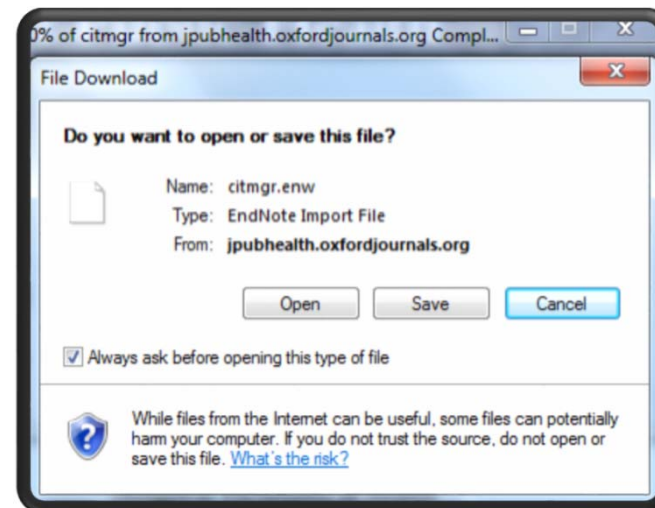 0% of citmgr from jpubhealth.oxfordjournals.org Compl...
File Download
Do you want to open or save this file?
Name: citmgr.enw
Type: EndNote Import File
From: jpubhealth.oxfordjournals.org
Open Save Cancel
Always ask before opening this type of file
While files from the Internet can be useful, some files can potentially
harm your computer. If you do not trust the source, do not open or
save this file. What's the risk?